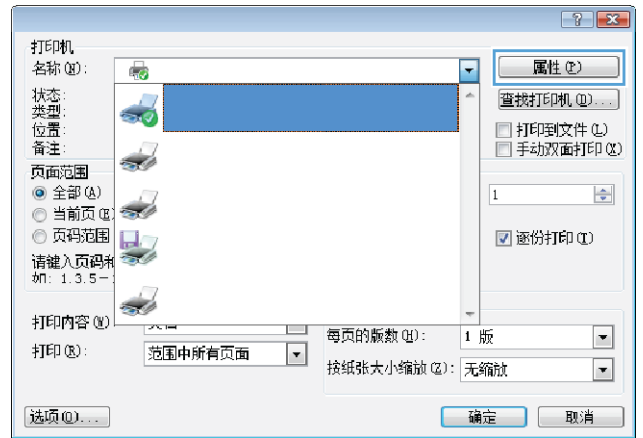 打印机
名称(N):
属性(P)
状态:
查找打印机(D)...
类型:
位置:
打印到文件(L)
备注:
手动双面打印(X)
页面范围
全部(A)
1
当前页(E)
页码范围
逐份打印(T)
请键入页码和
如: 1.3.5-
打印内容(W)
每页的版数(H):
1 版
打印(R):
范围中所有页面
按纸张大小缩放(Z):
无缩放
选项(O)...
确定
取消